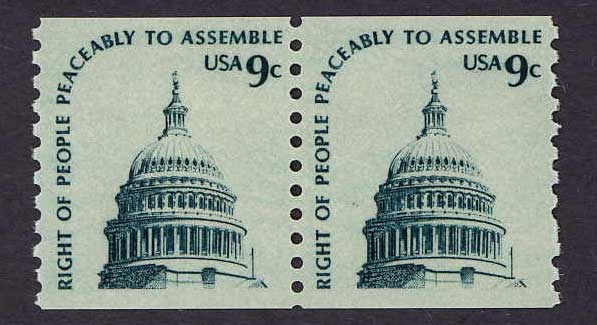 RIGHT OF PEOPLE PEACEABLY TO ASSEMBLE
USA 9c
RIGHT OF PEOPLE PEACEABLY TO ASSEMBLE
USA 9c